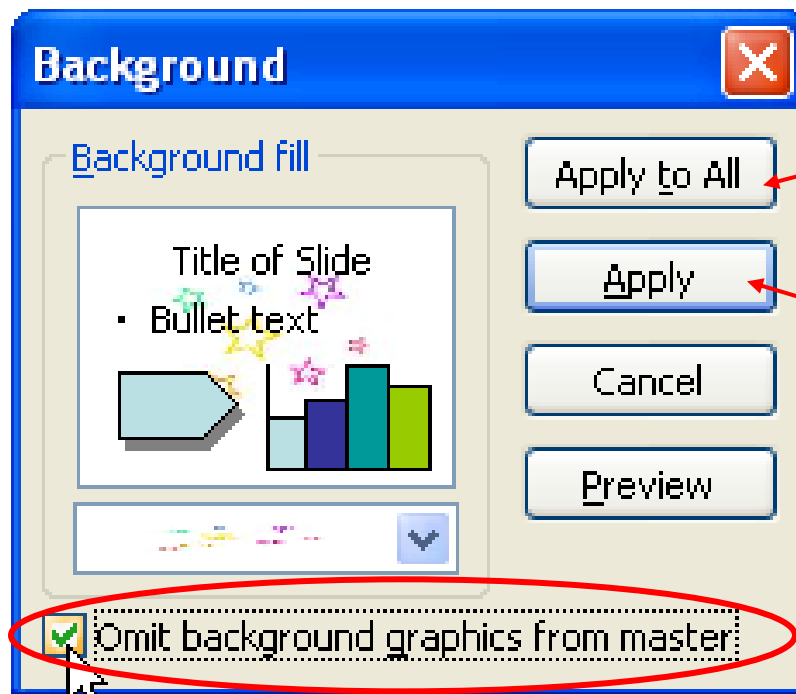 Background
Background fill
Title of Slide
• Bullet text
Apply to All
Apply
Cancel
Preview
Omit background graphics from master